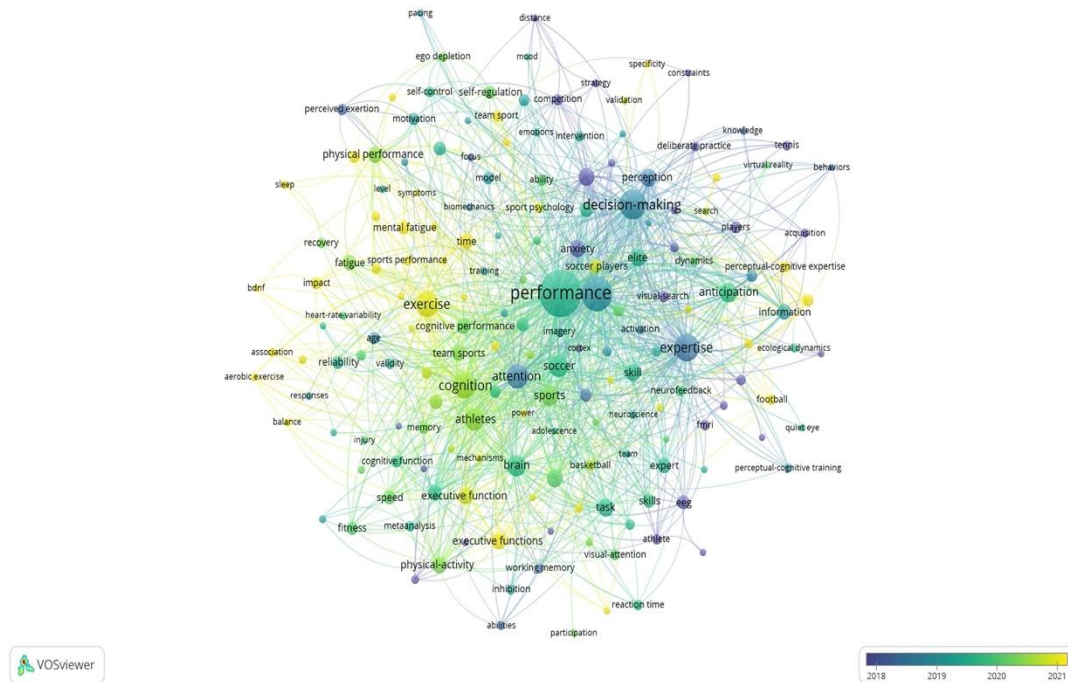 pacing
distance
ego depletion
mood
specificity
constraints
self-control
self-regulation
strategy
competition
validation
perceived exertion
team sport
motivation
emotions
intervention
knowledge
deliberate practice
tennis
physical performance
focus
virtual reality
behaviors
sleep
level
symptoms
model
ability
perception
biomechanics
sport psychology
decision-making
search
mental fatigue
players
acquisition
recovery
time
anxiety
fatigue
sports performance
soccer players
elite
dynamics
perceptual-cognitive expertise
bdnf
impact
training
performance
visual-search
anticipation
exercise
information
heart-rate-variability
cognitive performance
imagery
activation
age
association
reliability
validity
team sports
cortex
expertise
ecological dynamics
aerobic exercise
cognition
attention
soccer
skill
responses
sports
neurofeedback
football
balance
athletes
power
neuroscience
memory
adolescence
fmri
quiet eye
injury
cognitive function
mechanisms
brain
basketball
team
expert
perceptual-cognitive training
speed
executive function
task
skills
eeg
fitness
metaanalysis
executive functions
visual-attention
athlete
physical-activity
working memory
inhibition
reaction time
abilities
participation
VOSviewer
2018 2019 2020 2021